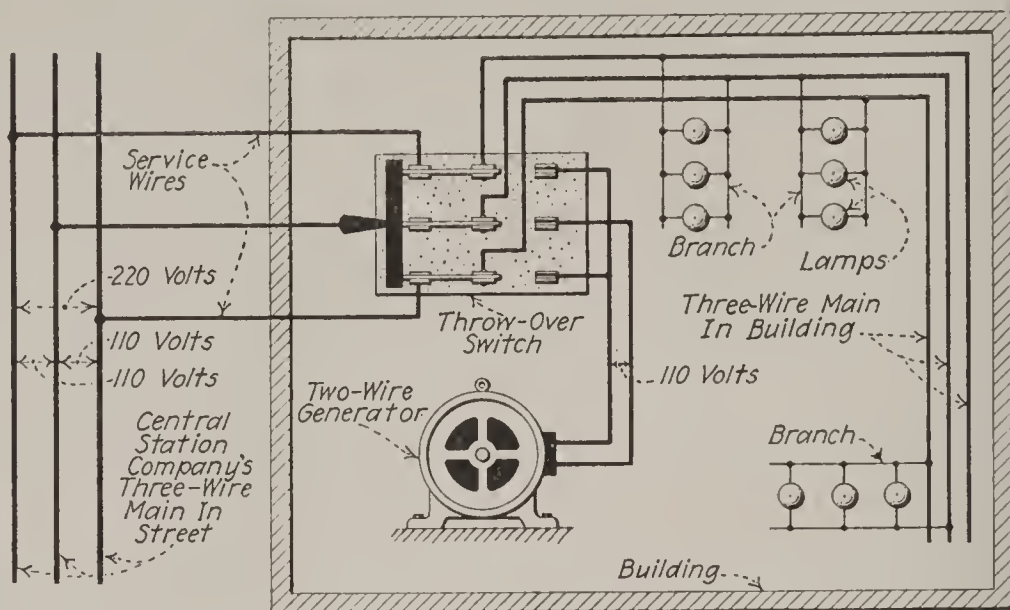 Service
Wires
220 Volts
110 Volts
110 Volts
Central
Station
Company's
Three-Wire
Main In
Street
Throw-Over
Switch
Two-Wire
Generator
110 Volts
Branch
Lamps
Three-Wire Main
In Building
Branch
Building